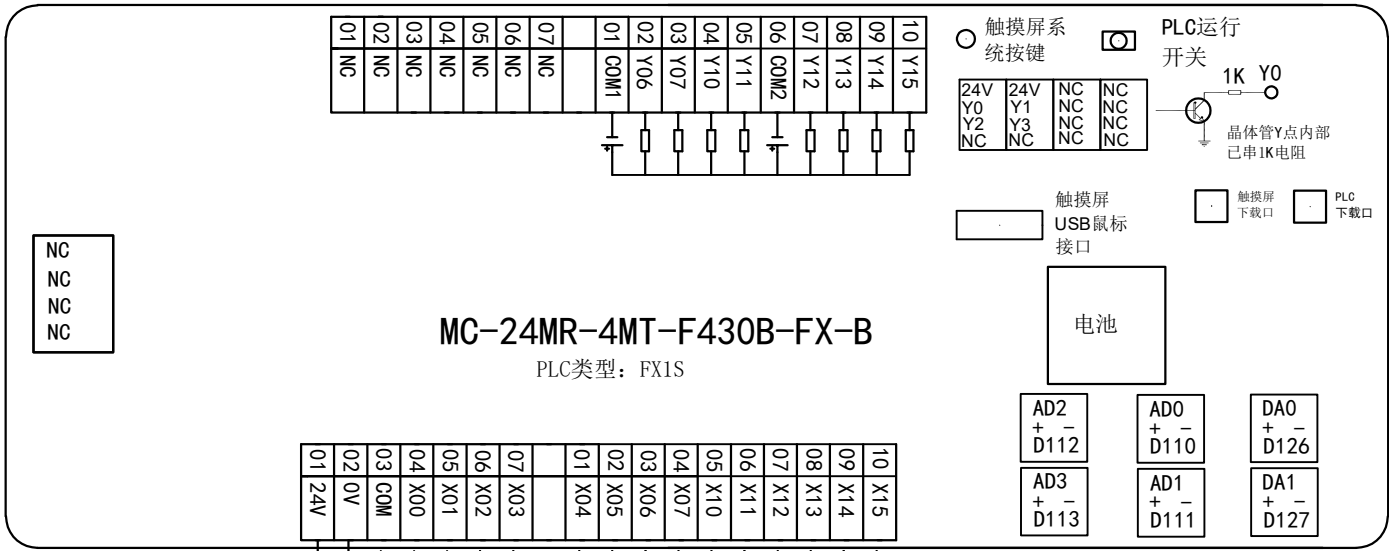 01 02 03 04 05 06 07 01 02 03 04 05 06 07 08 09 10
NC NC NC NC NC NC NC COM1 Y06 Y07 Y10 Y11 COM2 Y12 Y13 Y14 Y15
触摸屏系
统按键
PLC运行
开关
24V 24V NC NC
Y0 Y1 NC NC
Y2 Y3 NC NC
NC NC NC NC
1K Y0
晶体管Y点内部
已串1K电阻
触摸屏
USB鼠标
接口
触摸屏
下载口
PLC
下载口
NC
NC
NC
NC
MC-24MR-4MT-F430B-FX-B
PLC类型：FX1S
电池
AD2
+ -
D112
AD0
+ -
D110
DA0
+ -
D126
AD3
+ -
D113
AD1
+ -
D111
DA1
+ -
D127
01 02 03 04 05 06 07 01 02 03 04 05 06 07 08 09 10
24V 0V COM X00 X01 X02 X03 X04 X05 X06 X07 X10 X11 X12 X13 X14 X15